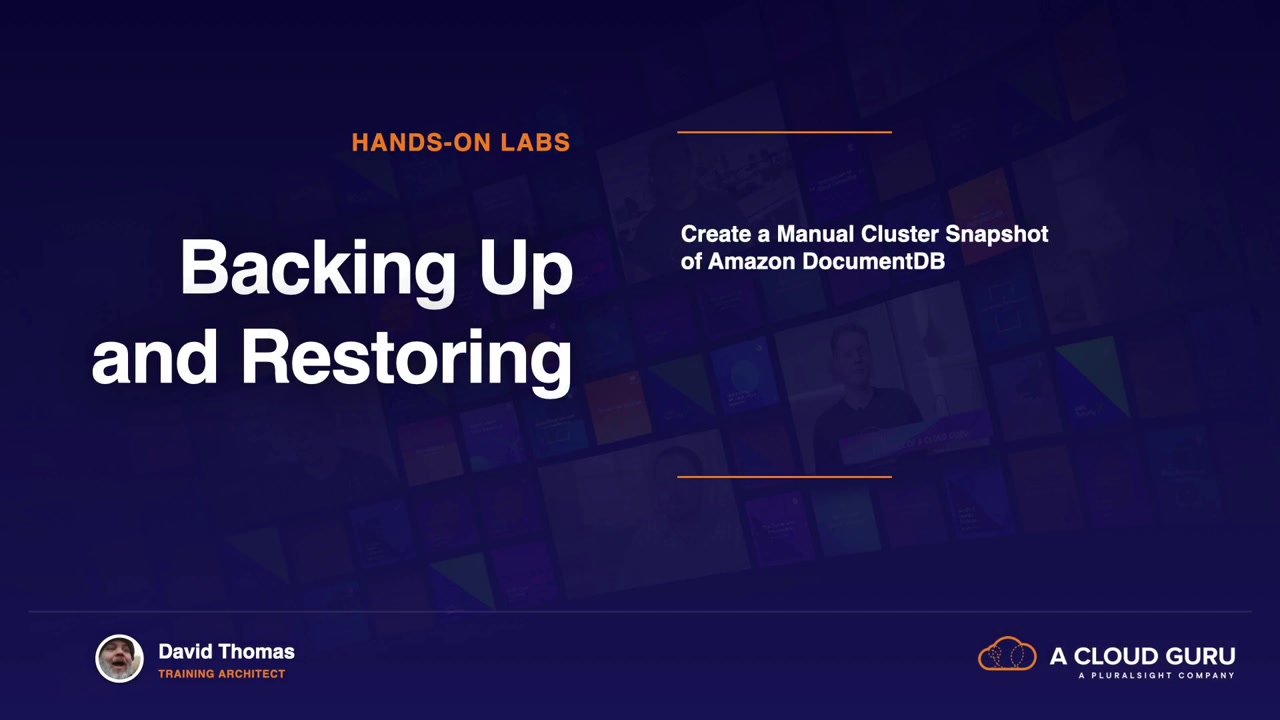 HANDS-ON LABS
Backing Up
and Restoring
Create a Manual Cluster Snapshot
of Amazon DocumentDB
David Thomas
TRAINING ARCHITECT
A CLOUD GURU
A PLURALSIGHT COMPANY